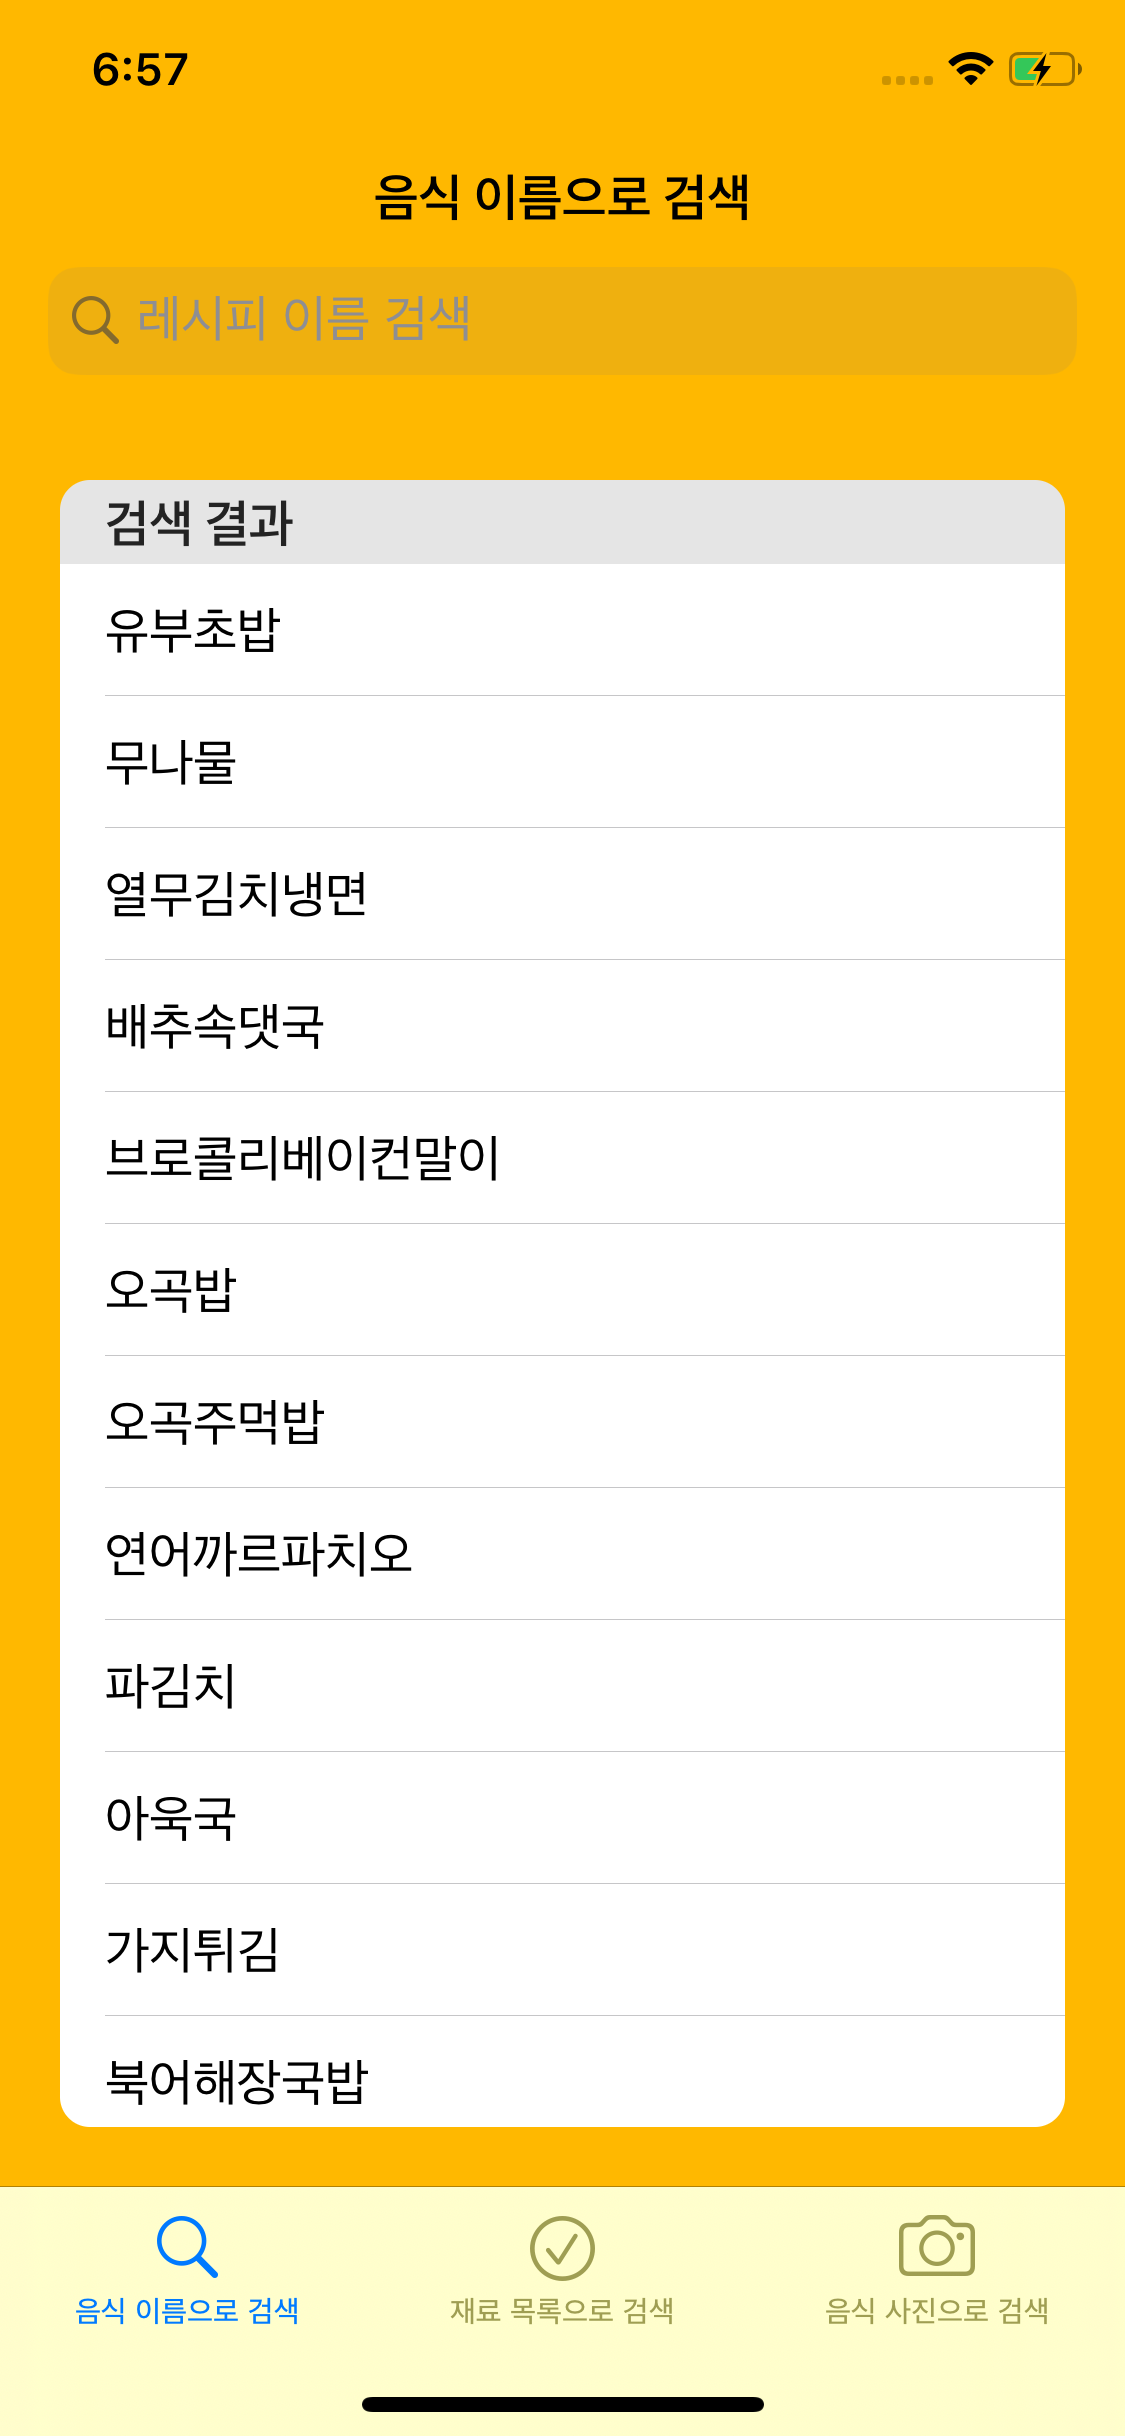 6:57
음식 이름으로 검색
레시피 이름 검색
검색 결과
유부초밥
무나물
열무김치냉면
배추속댓국
브로콜리베이컨말이
오곡밥
오곡주먹밥
연어까르파치오
파김치
아욱국
가지튀김
북어해장국밥
음식 이름으로 검색
재료 목록으로 검색
음식 사진으로 검색